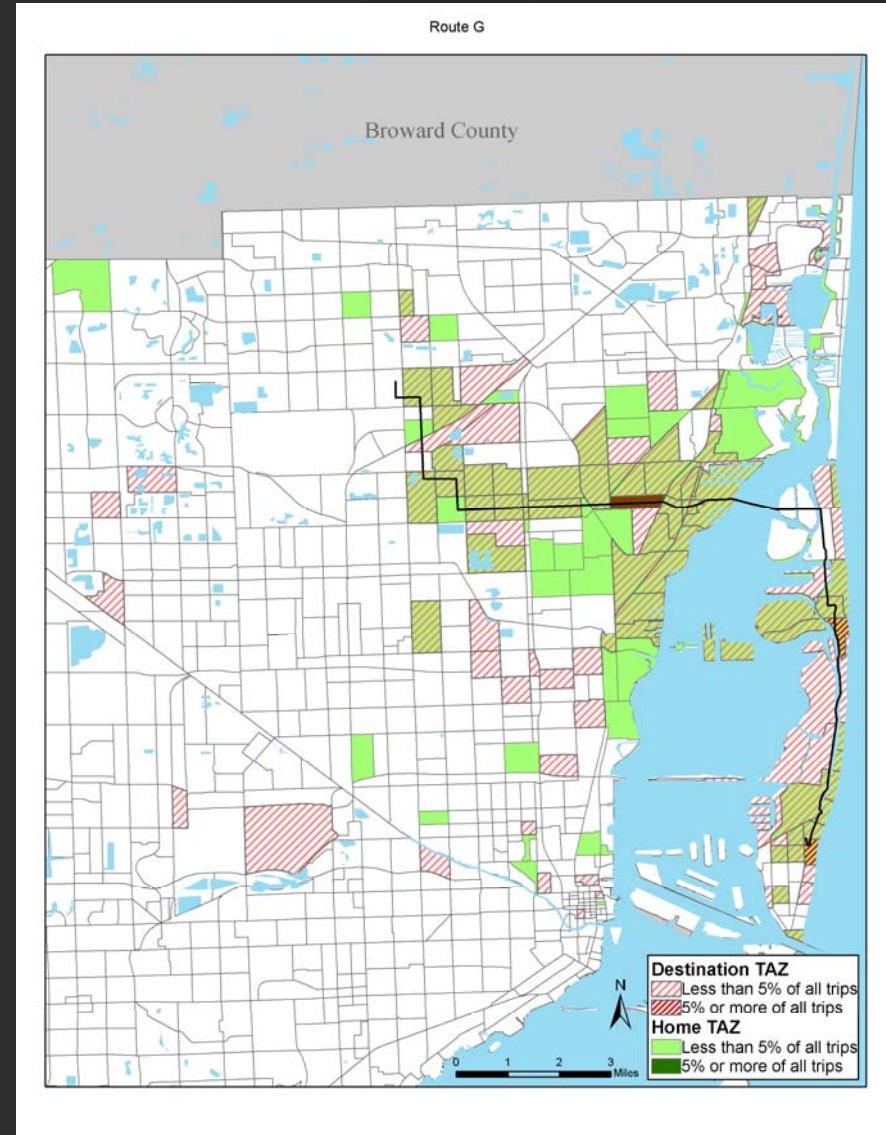 Route G
Broward County
Destination TAZ
Less than 5% of all trips
5% or more of all trips
Home TAZ
Less than 5% of all trips
5% or more of all trips
N
0 1 2 3
Miles